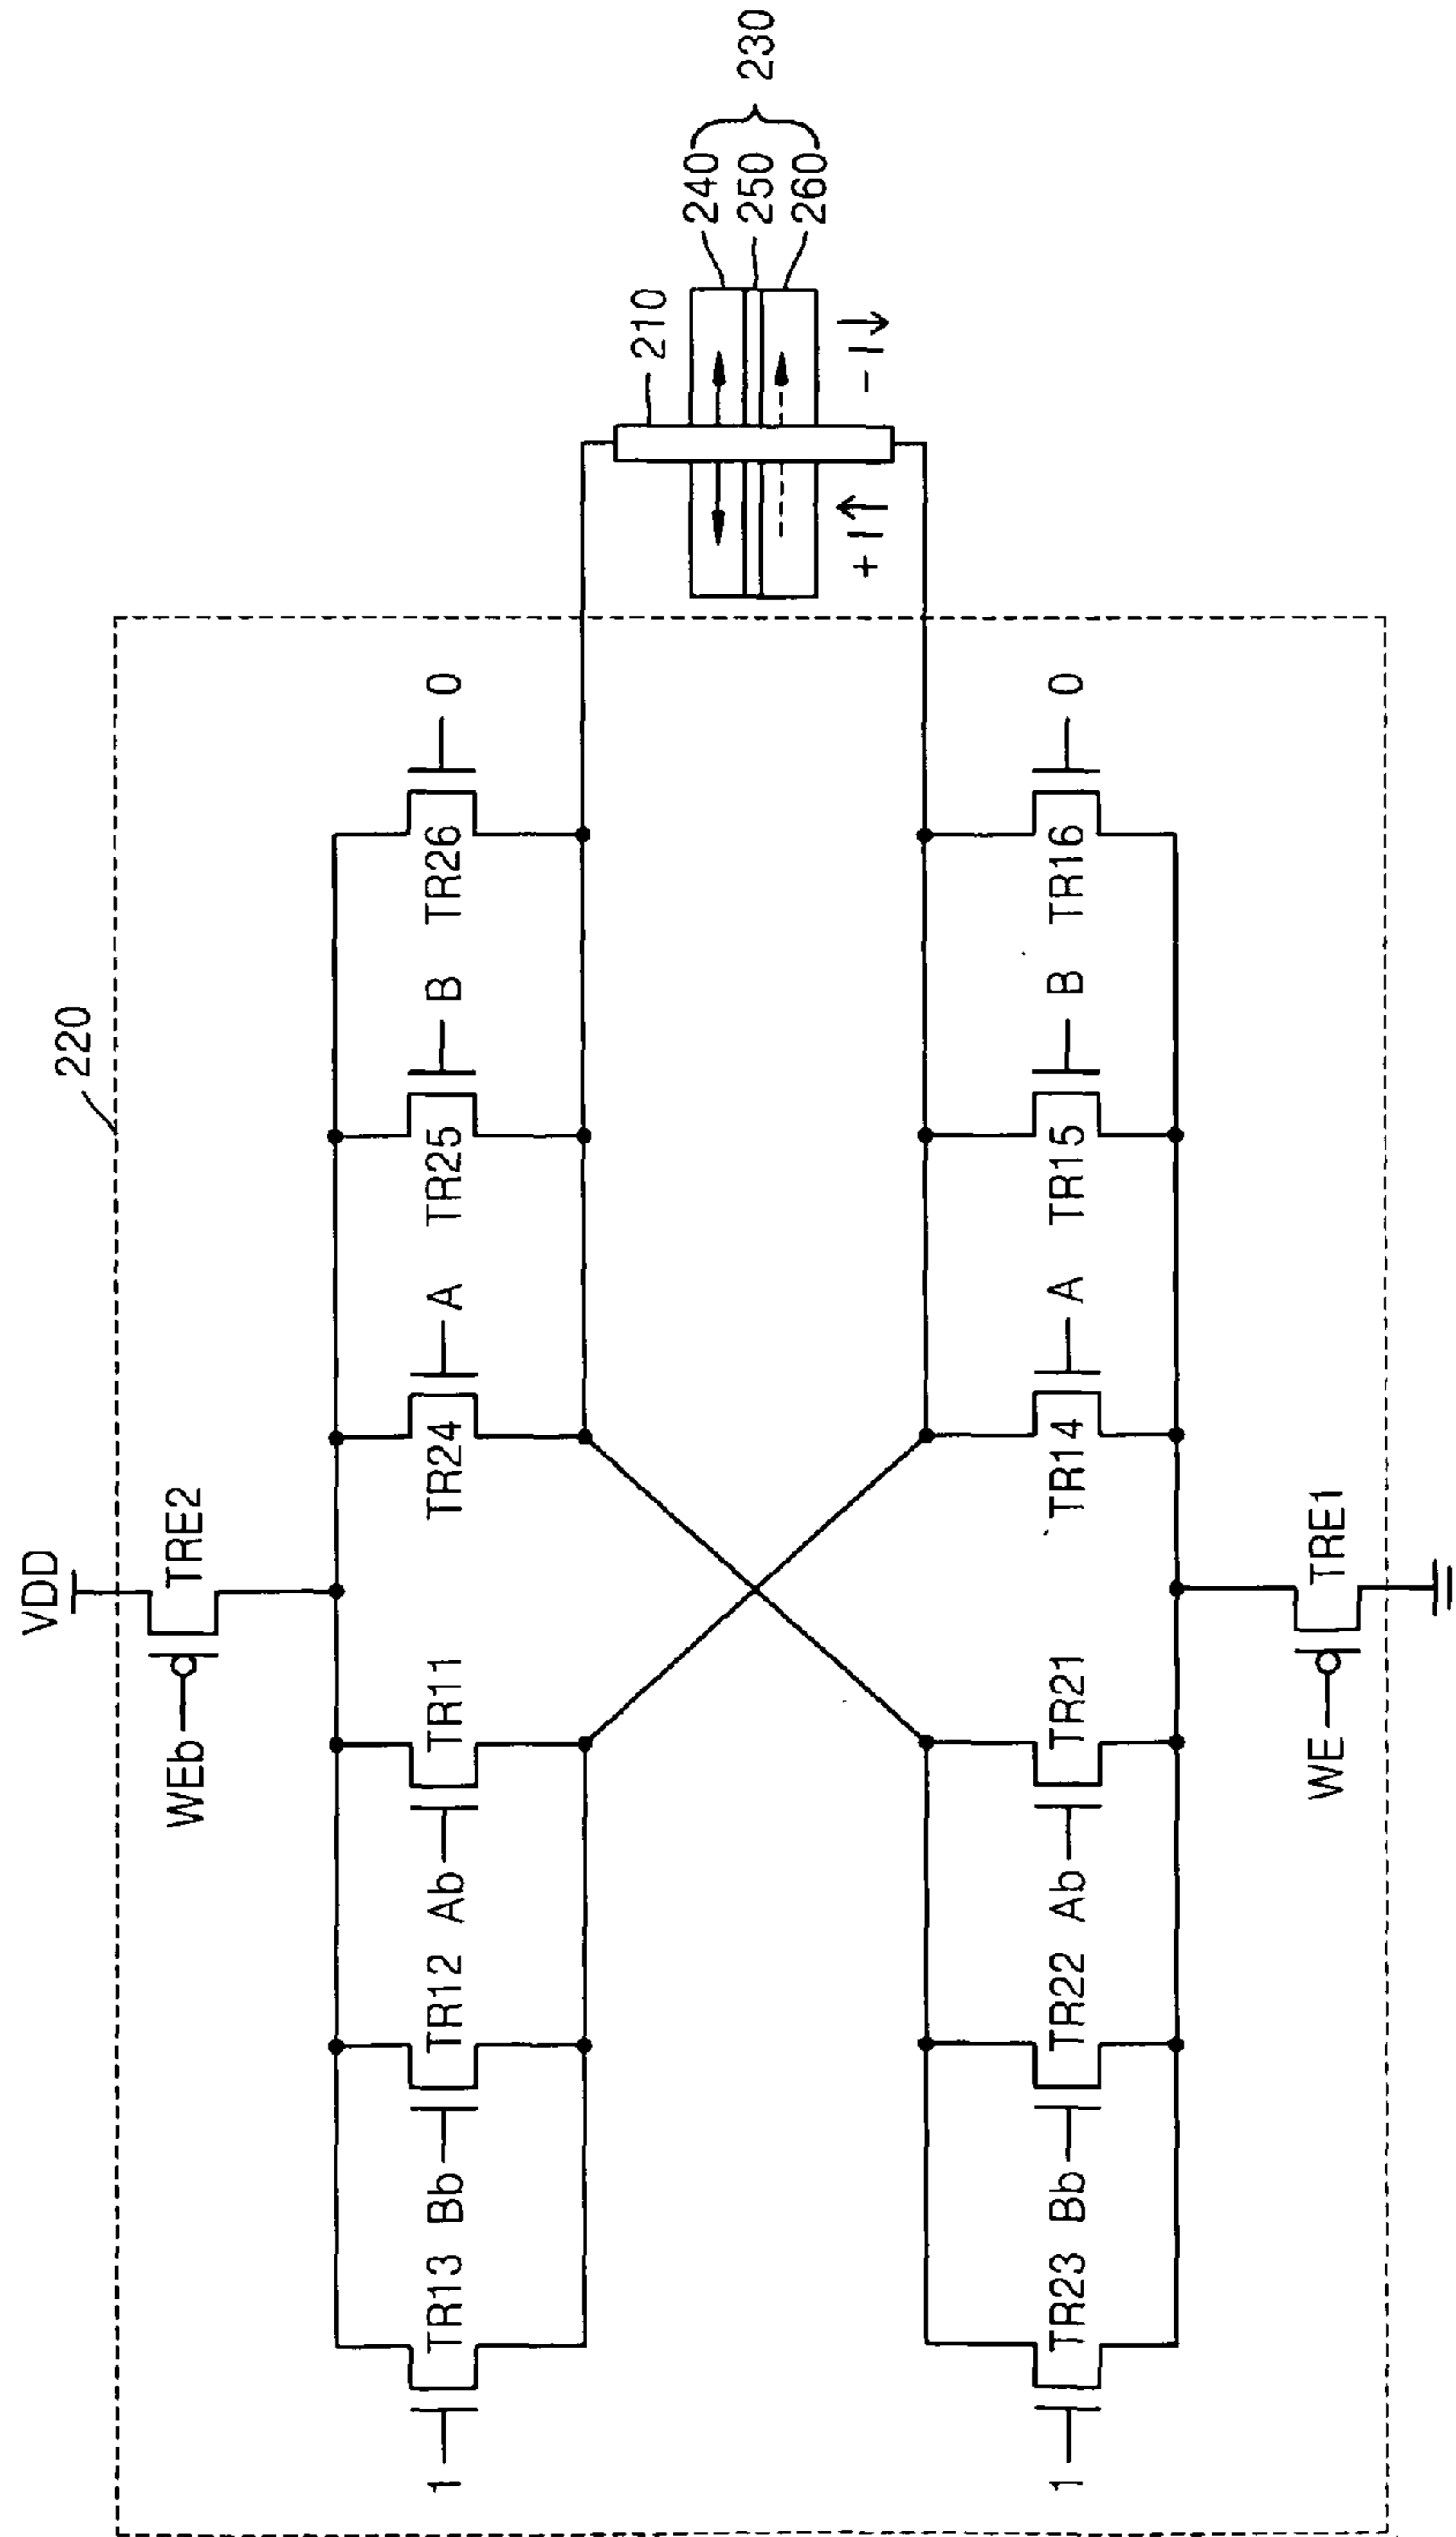 VDD
220
WEb
TRE2
1 TR13 Bb TR12 Ab TR11 TR24 A TR25 B TR26 0
210
240
250
260
230
+I↑
-I↓
1 TR23 Bb TR22 Ab TR21 TR14 A TR15 B TR16 0
WE
TRE1